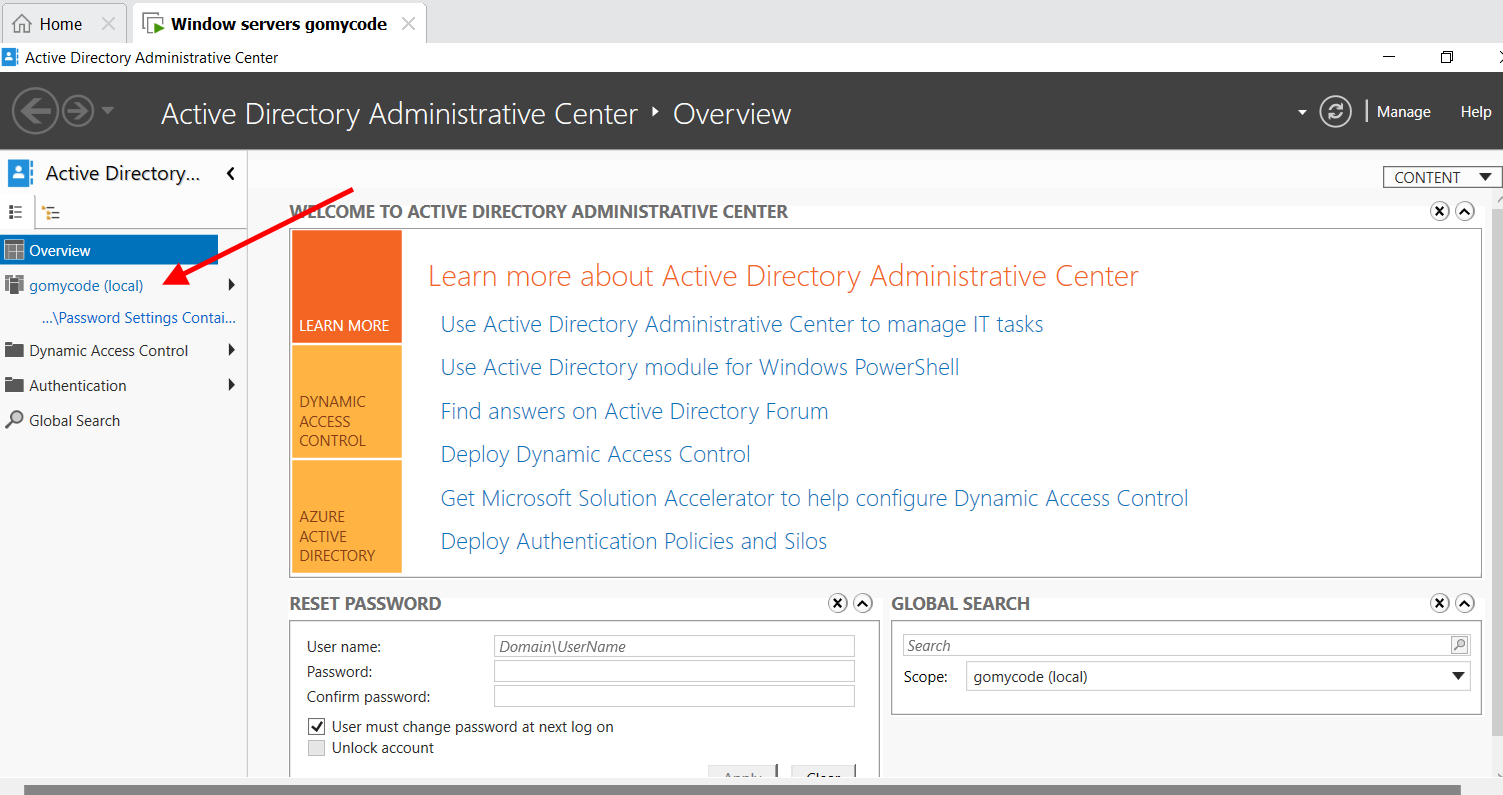 Home
Window servers gomycode
Active Directory Administrative Center
Active Directory Administrative Center ‣ Overview
Manage
Help
Active Directory...
CONTENT
Overview
gomycode (local)
...\Password Settings Contai...
Dynamic Access Control
Authentication
Global Search
WELCOME TO ACTIVE DIRECTORY ADMINISTRATIVE CENTER
LEARN MORE
DYNAMIC
ACCESS
CONTROL
AZURE
ACTIVE
DIRECTORY
Learn more about Active Directory Administrative Center
Use Active Directory Administrative Center to manage IT tasks
Use Active Directory module for Windows PowerShell
Find answers on Active Directory Forum
Deploy Dynamic Access Control
Get Microsoft Solution Accelerator to help configure Dynamic Access Control
Deploy Authentication Policies and Silos
RESET PASSWORD
User name:
Domain\UserName
Password:
Confirm password:
User must change password at next log on
Unlock account
Apply
Clear
GLOBAL SEARCH
Search
Scope:
gomycode (local)